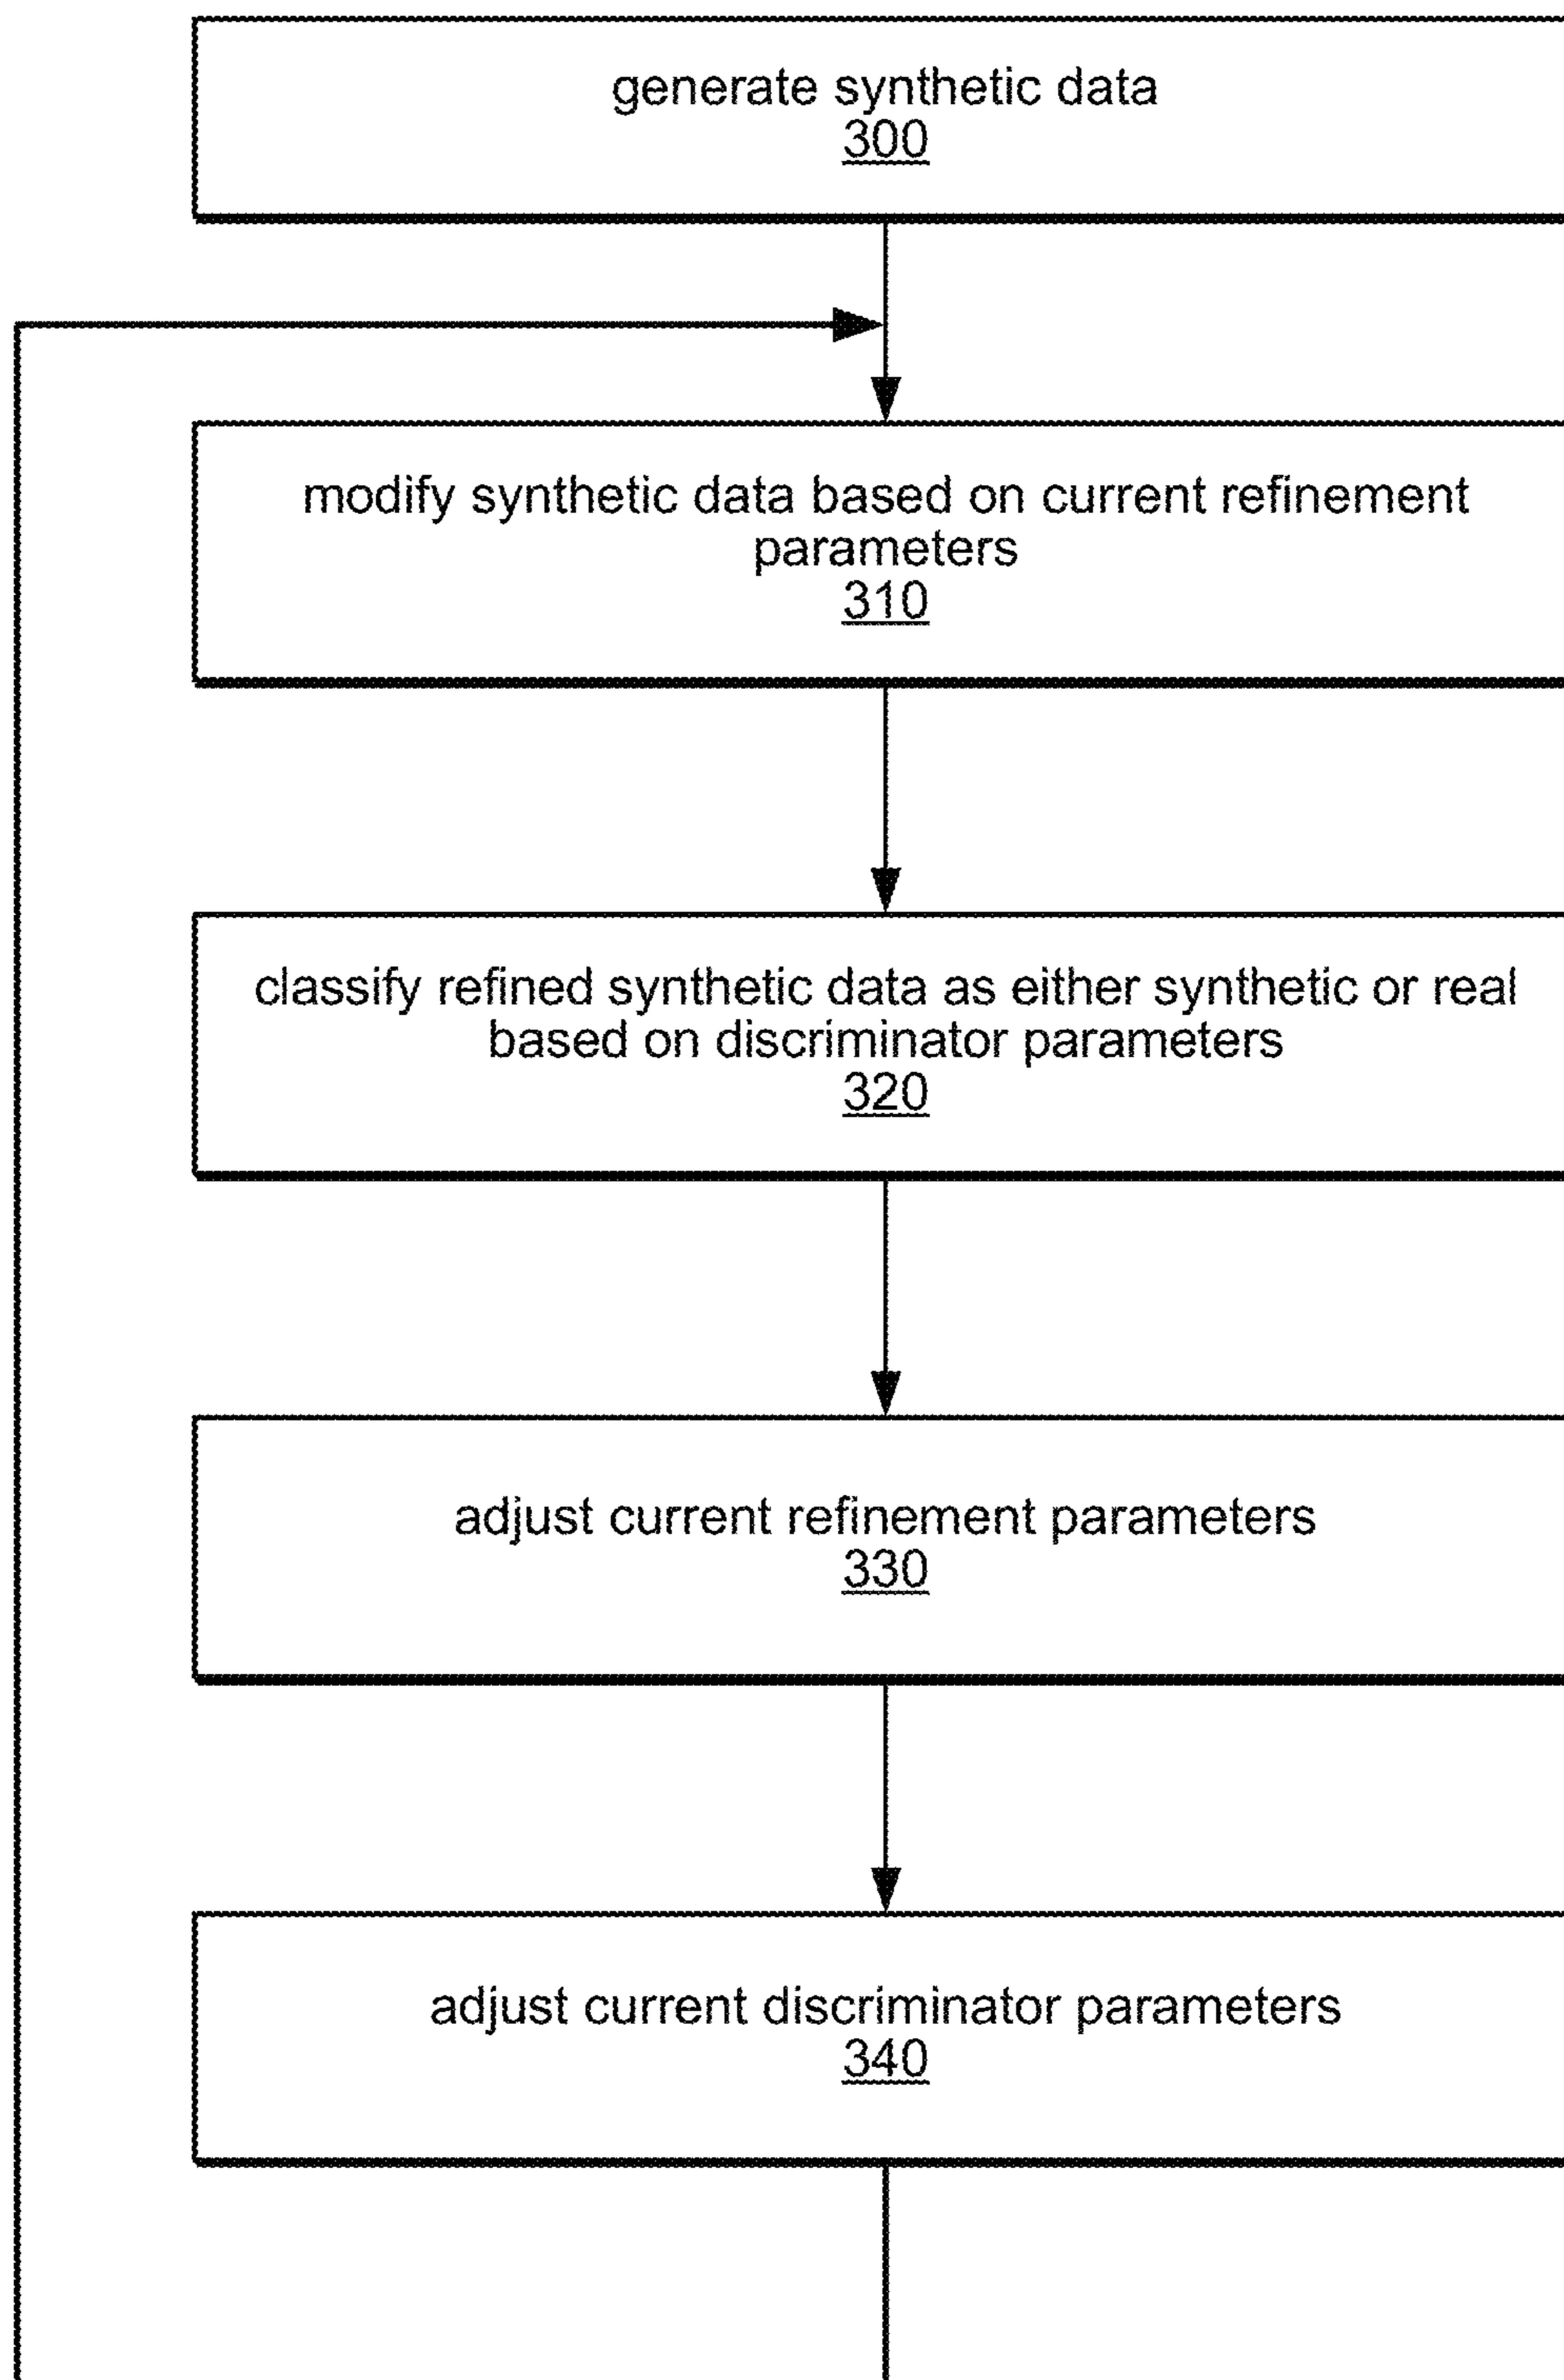 generate synthetic data
300
modify synthetic data based on current refinement
parameters
310
classify refined synthetic data as either synthetic or real
based on discriminator parameters
320
adjust current refinement parameters
330
adjust current discriminator parameters
340